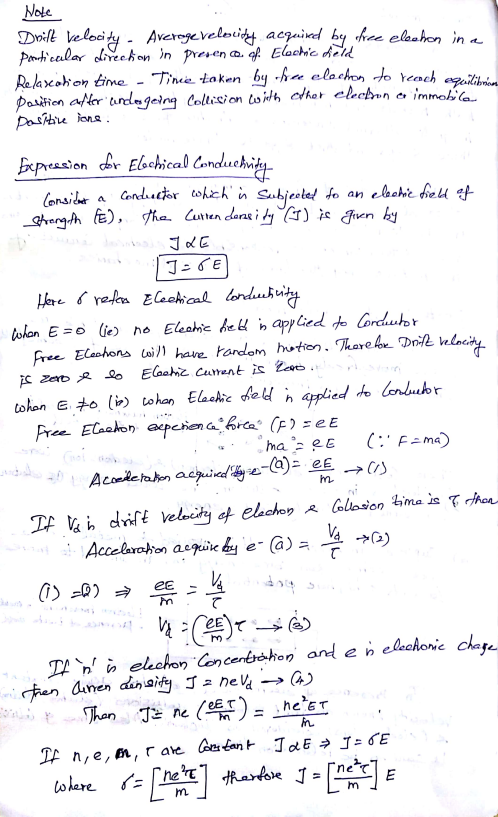 Note
Drift velocity - Average velocity acquired by free electron in a
Particular direction in presence of Electric field
Relaxation time - Time taken by free electron to reach equilibrium
position after undergoing Collision with other electron or immobile
Positive ions.
Expression for Electrical Conductivity
Consider a conductor which is Subjected to an electric field of
strength (E), the Current density (J) is given by
J ∝ E
J = σE
Here σ refers Electrical Conductivity
when E = 0 (ie) no Electric field is applied to Conductor
free Electrons will have random motion. Therefore Drift velocity
is zero & so Electric current is zero.
when E ≠ 0 (ie) when Electric field is applied to Conductor
Free Electron experience force (F) = eE
ma = eE (∵ F = ma)
Acceleration acquired by e- (a) = eE/m → (1)
If Vd is drift velocity of electron & Collosion time is τ then
Acceleration acquire by e- (a) = Vd/τ → (2)
(1) = (2) ⇒ eE/m = Vd/τ
Vd = (eE/m) τ → (3)
If 'n' is electron Concentration and e is electronic charge
then Curren density J = neVd → (4)
Then J = ne (eEτ/m) = ne²Eτ/m
If n, e, m, τ are Constant J ∝ E ⇒ J = σE
where σ = [ne²τ/m] therefore J = [ne²τ/m] E